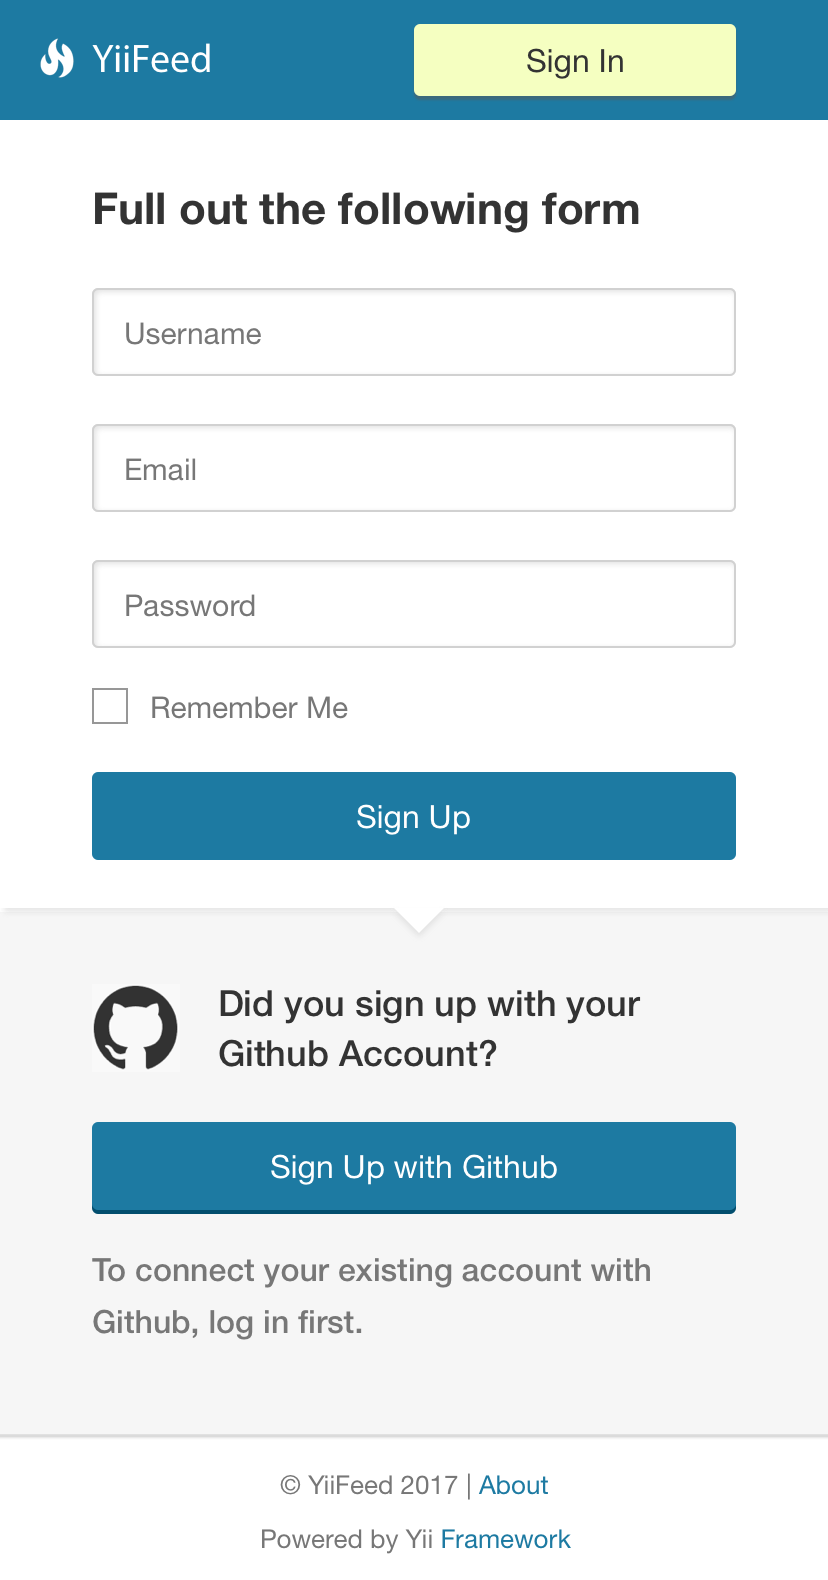 YiiFeed
Sign In
Full out the following form
Username
Email
Password
Remember Me
Sign Up
Did you sign up with your
Github Account?
Sign Up with Github
To connect your existing account with
Github, log in first.
© YiiFeed 2017 | About
Powered by Yii Framework